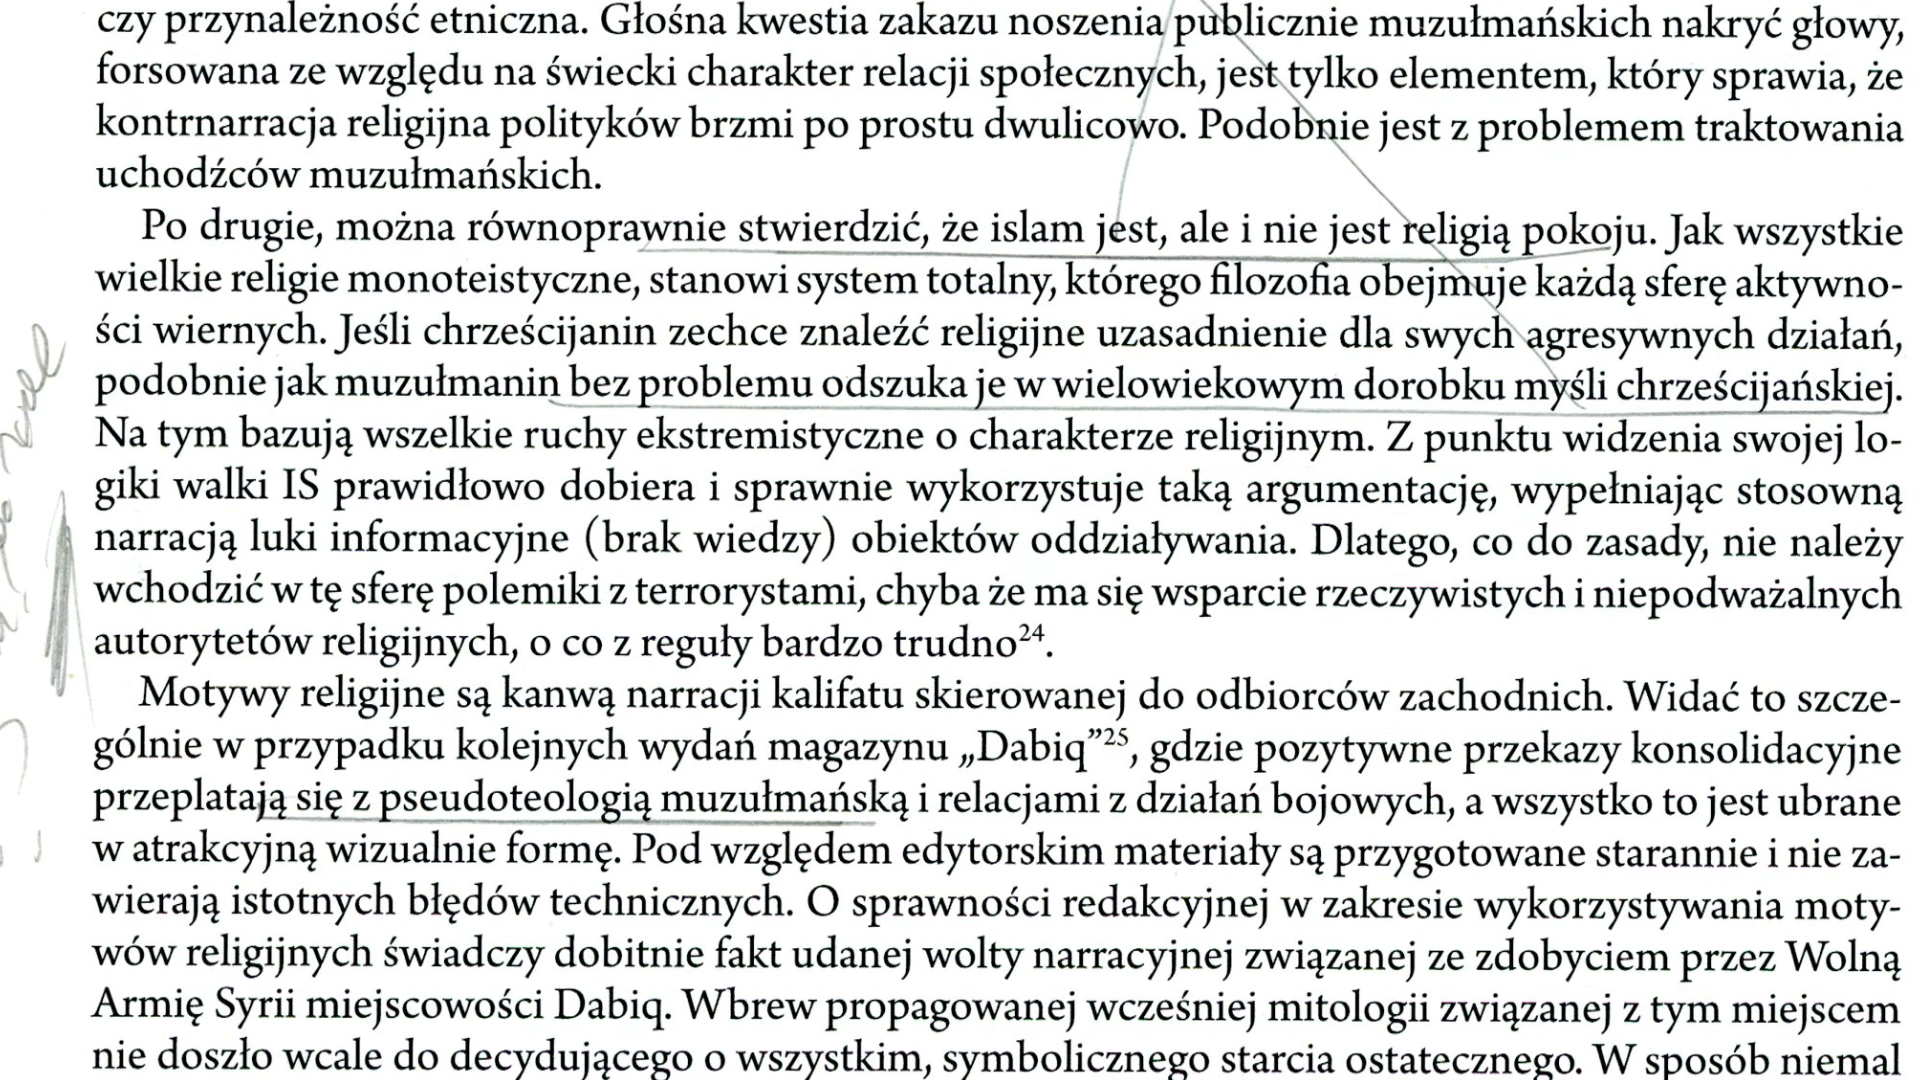 czy przynależność etniczna. Głośna kwestia zakazu noszenia publicznie muzułmańskich nakryć głowy,
forsowana ze względu na świecki charakter relacji społecznych, jest tylko elementem, który sprawia, że
kontrnarracja religijna polityków brzmi po prostu dwulicowo. Podobnie jest z problemem traktowania
uchodźców muzułmańskich.
Po drugie, można równoprawnie stwierdzić, że islam jest, ale i nie jest religią pokoju. Jak wszystkie
wielkie religie monoteistyczne, stanowi system totalny, którego filozofia obejmuje każdą sferę aktywno-
ści wiernych. Jeśli chrześcijanin zechce znaleźć religijne uzasadnienie dla swych agresywnych działań,
podobnie jak muzułmanin bez problemu odszuka je w wielowiekowym dorobku myśli chrześcijańskiej.
Na tym bazują wszelkie ruchy ekstremistyczne o charakterze religijnym. Z punktu widzenia swojej lo-
giki walki IS prawidłowo dobiera i sprawnie wykorzystuje taką argumentację, wypełniając stosowną
narracją luki informacyjne (brak wiedzy) obiektów oddziaływania. Dlatego, co do zasady, nie należy
wchodzić w tę sferę polemiki z terrorystami, chyba że ma się wsparcie rzeczywistych i niepodważalnych
autorytetów religijnych, o co z reguły bardzo trudno24.
Motywy religijne są kanwą narracji kalifatu skierowanej do odbiorców zachodnich. Widać to szcze-
gólnie w przypadku kolejnych wydań magazynu „Dabiq”25, gdzie pozytywne przekazy konsolidacyjne
przeplatają się z pseudoteologią muzułmańską i relacjami z działań bojowych, a wszystko to jest ubrane
w atrakcyjną wizualnie formę. Pod względem edytorskim materiały są przygotowane starannie i nie za-
wierają istotnych błędów technicznych. O sprawności redakcyjnej w zakresie wykorzystywania moty-
wów religijnych świadczy dobitnie fakt udanej wolty narracyjnej związanej ze zdobyciem przez Wolną
Armię Syrii miejscowości Dabiq. Wbrew propagowanej wcześniej mitologii związanej z tym miejscem
nie doszło wcale do decydującego o wszystkim, symbolicznego starcia ostatecznego. W sposób niemal